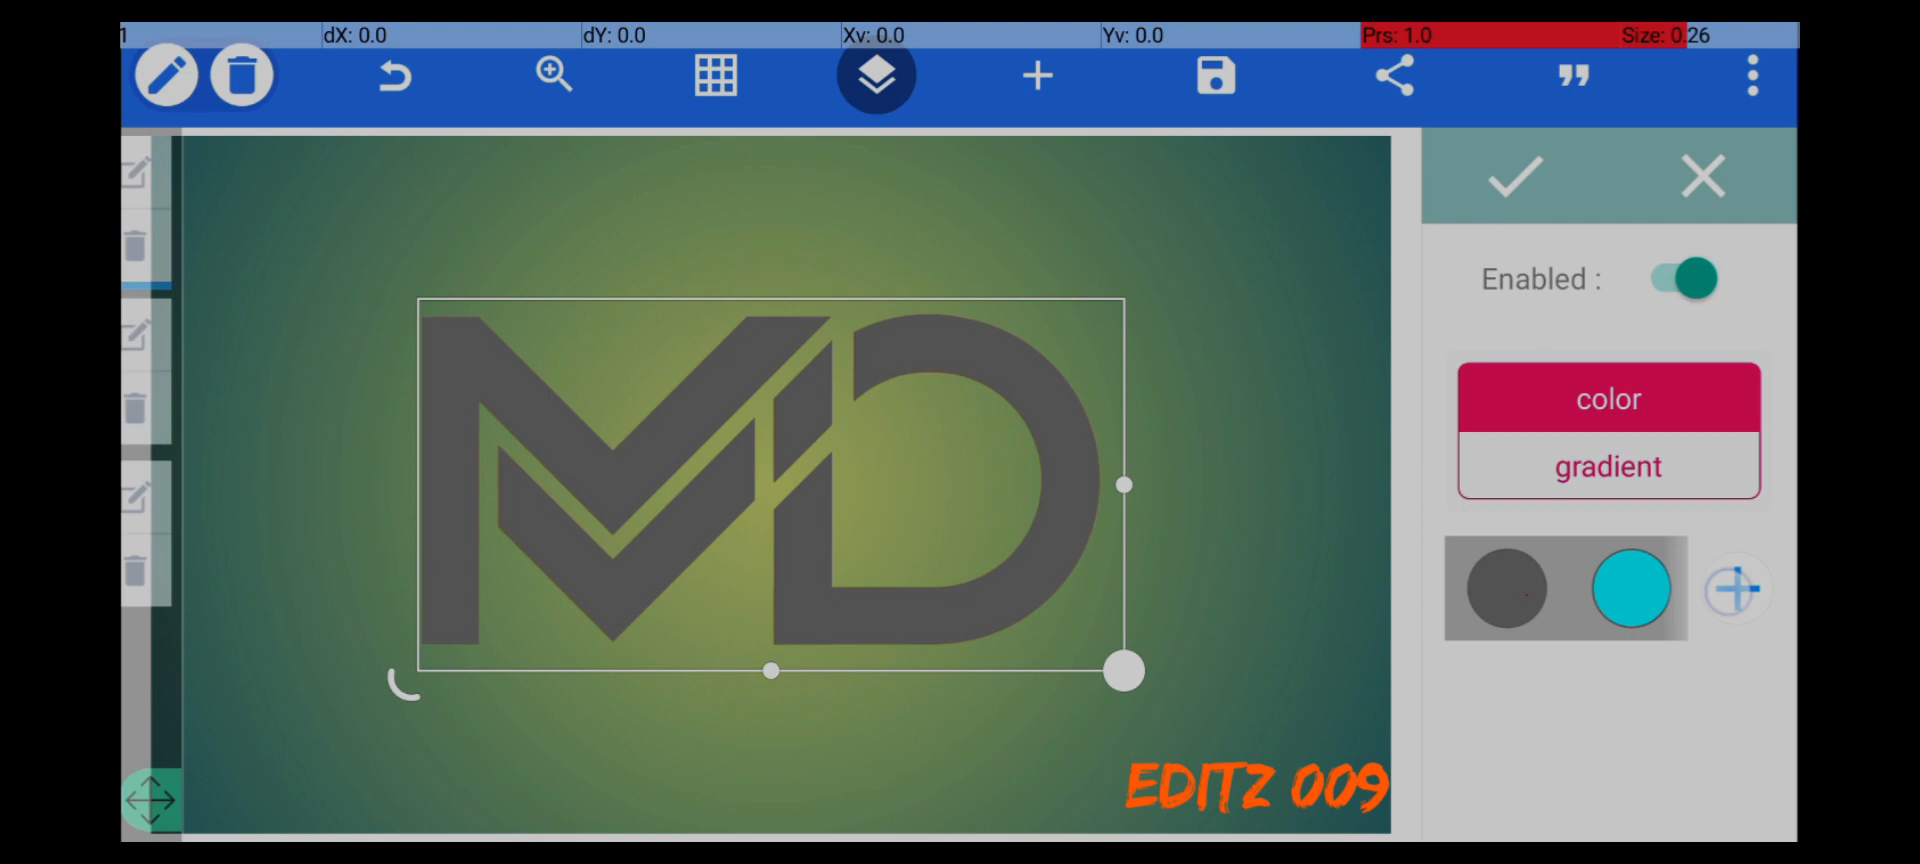 1 dX: 0.0 dY: 0.0 Xv: 0.0 Yv: 0.0 Prs: 1.0 Size: 0.26
Enabled :
color
gradient
MD
EDITZ 009